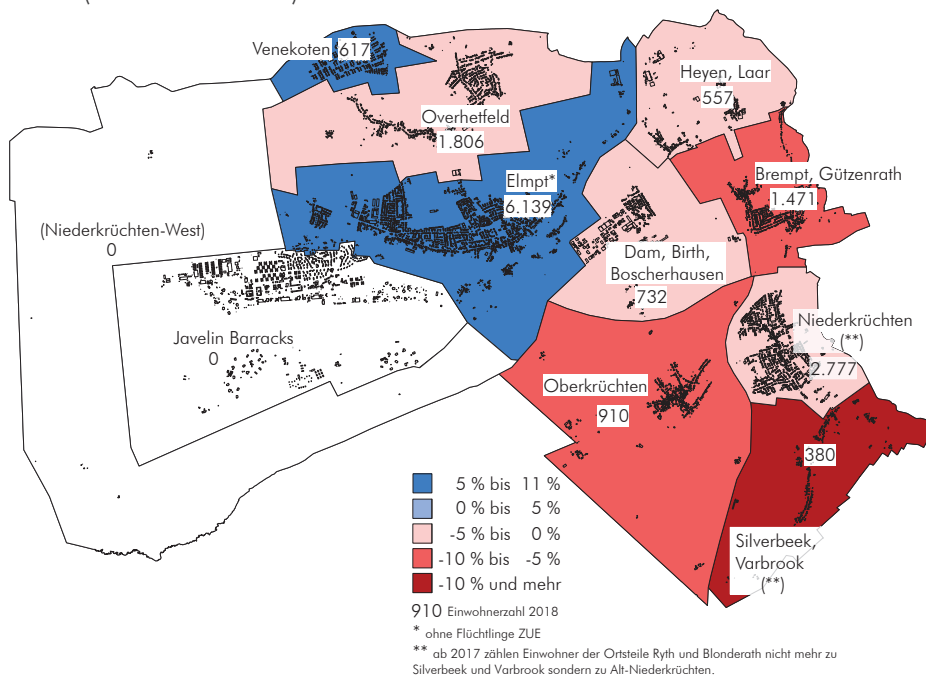 Venekoten 617
Heyen, Laar
557
Overhetfeld
1.806
Brempt, Gützenrath
1.471
Elmpt*
6.139
(Niederkrüchten-West)
0
Dam, Birth,
Boscherhausen
732
Niederkrüchten
(**)
2.777
Javelin Barracks
0
Oberkrüchten
910
380
Silverbeek,
Varbrook
(**)
5 % bis 11 %
0 % bis 5 %
-5 % bis 0 %
-10 % bis -5 %
-10 % und mehr
910 Einwohnerzahl 2018
* ohne Flüchtlinge ZUE
** ab 2017 zählen Einwohner der Ortsteile Ryth und Blonderath nicht mehr zu
Silverbeek und Varbrook sondern zu Alt-Niederkrüchten.